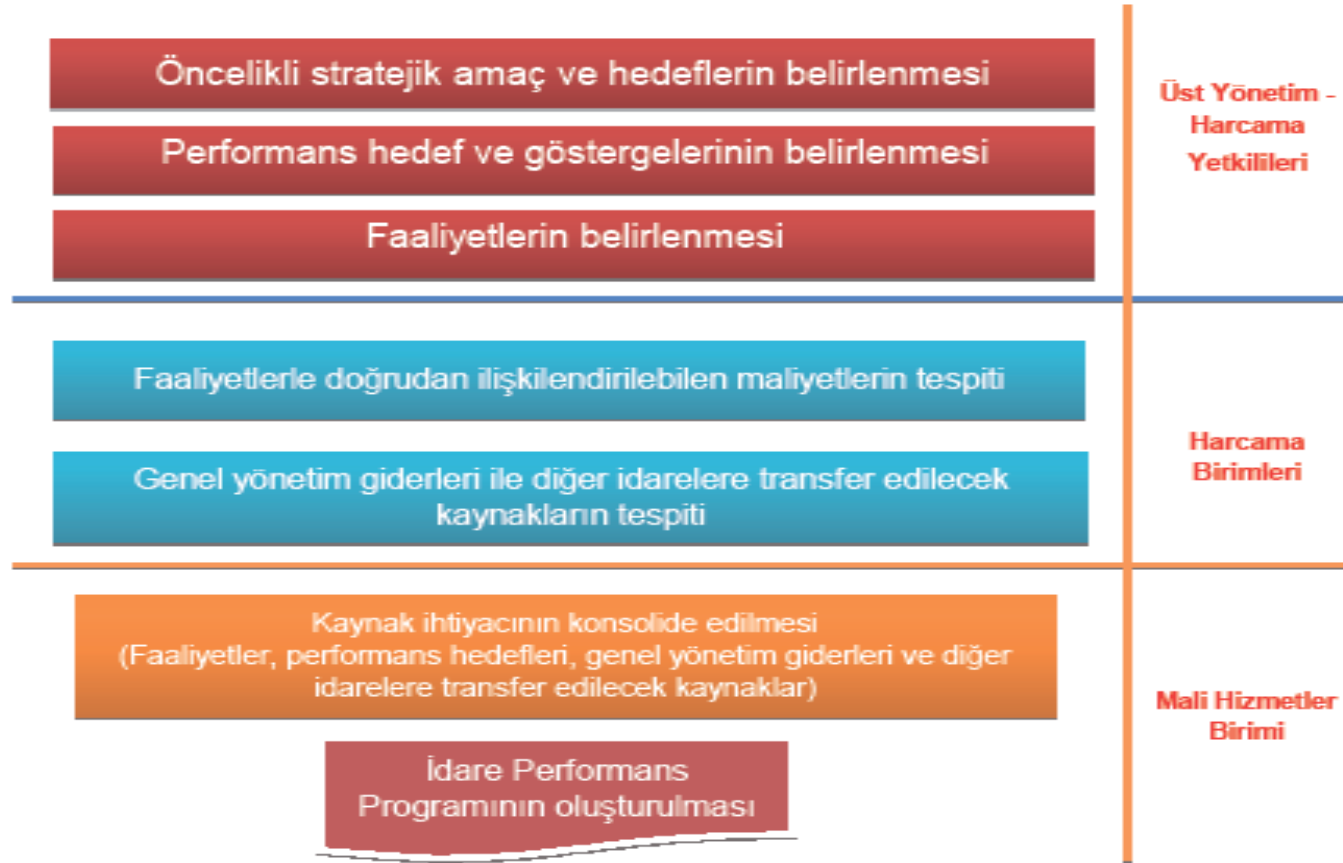 Öncelikli stratejik amaç ve hedeflerin belirlenmesi
Performans hedef ve göstergelerinin belirlenmesi
Faaliyetlerin belirlenmesi
Üst Yönetim -
Harcama
Yetkilileri
Faaliyetlerle doğrudan ilişkilendirilebilen maliyetlerin tespiti
Genel yönetim giderleri ile diğer idarelere transfer edilecek
kaynakların tespiti
Harcama
Birimleri
Kaynak ihtiyacının konsolide edilmesi
(Faaliyetler, performans hedefleri, genel yönetim giderleri ve diğer
idarelere transfer edilecek kaynaklar)
İdare Performans
Programının oluşturulması
Mali Hizmetler
Birimi